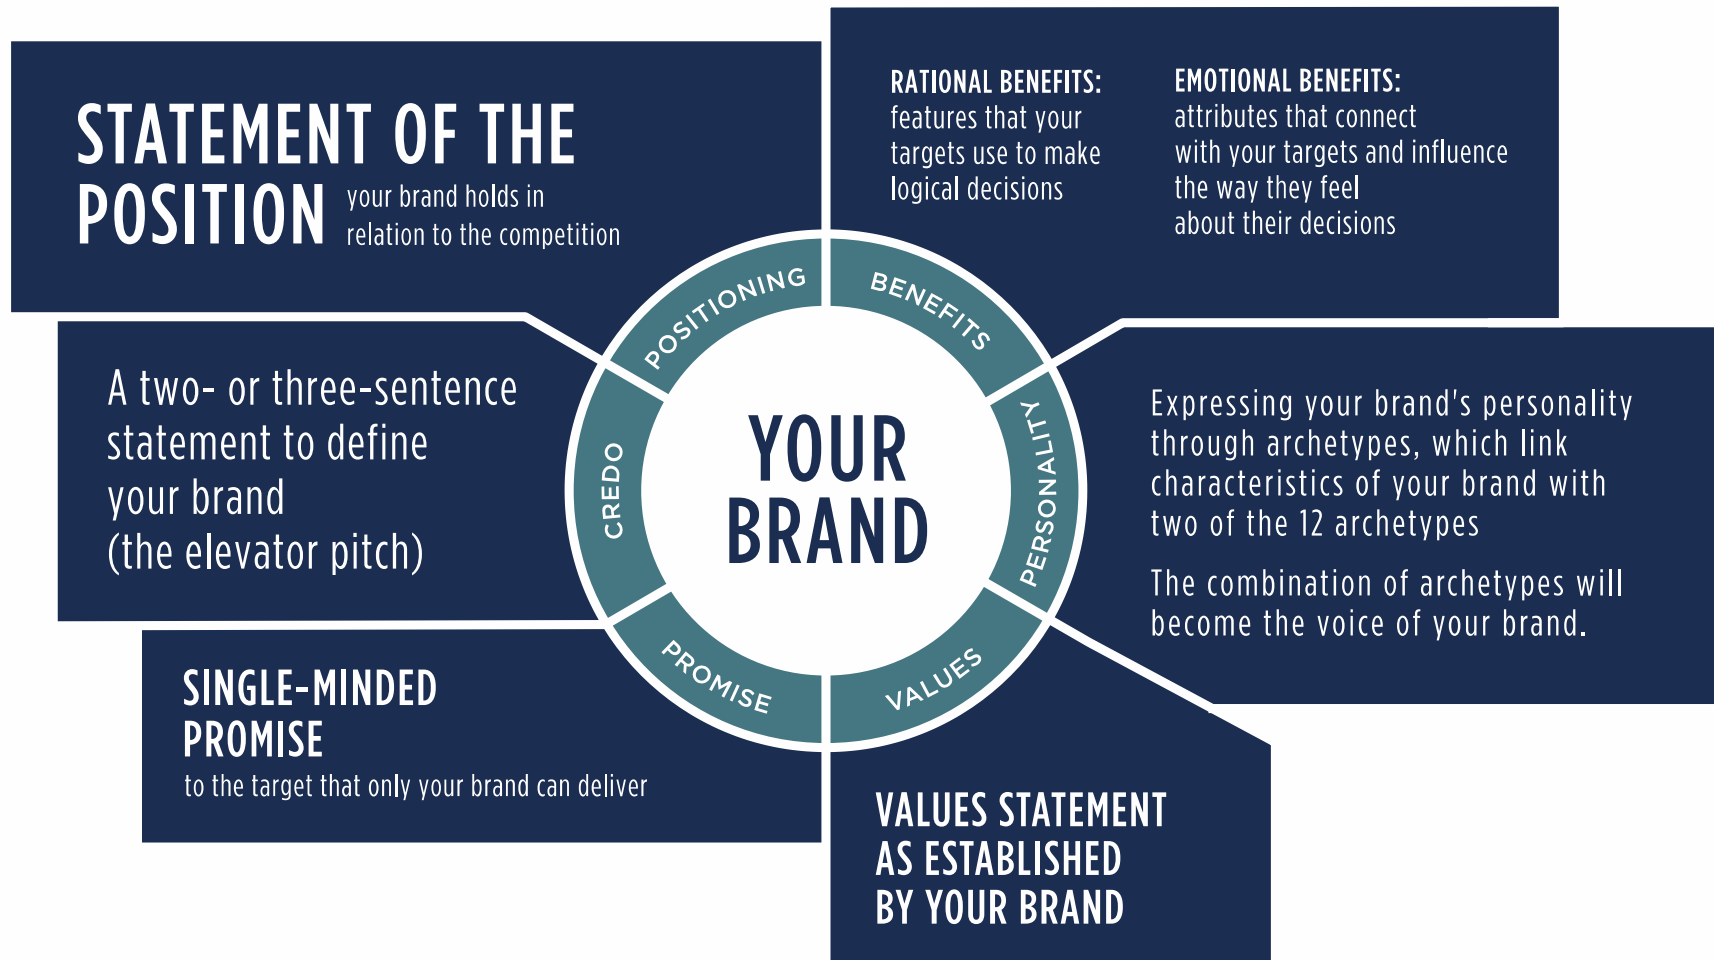 STATEMENT OF THE
POSITION
your brand holds in
relation to the competition
RATIONAL BENEFITS:
features that your
targets use to make
logical decisions
EMOTIONAL BENEFITS:
attributes that connect
with your targets and influence
the way they feel
about their decisions
POSITIONING
BENEFITS
A two- or three-sentence
statement to define
your brand
(the elevator pitch)
CREDO
YOUR
BRAND
PERSONALITY
Expressing your brand's personality
through archetypes, which link
characteristics of your brand with
two of the 12 archetypes
The combination of archetypes will
become the voice of your brand.
SINGLE-MINDED
PROMISE
to the target that only your brand can deliver
PROMISE
VALUES
VALUES STATEMENT
AS ESTABLISHED
BY YOUR BRAND